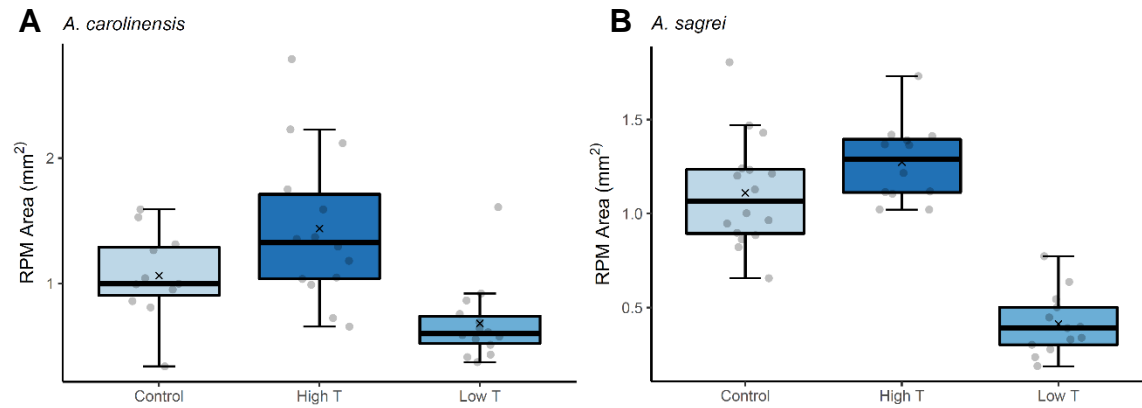 A A. carolinensis
RPM Area (mm²)
2
1
Control High T Low T
B A. sagrei
RPM Area (mm²)
1.5
1.0
0.5
Control High T Low T